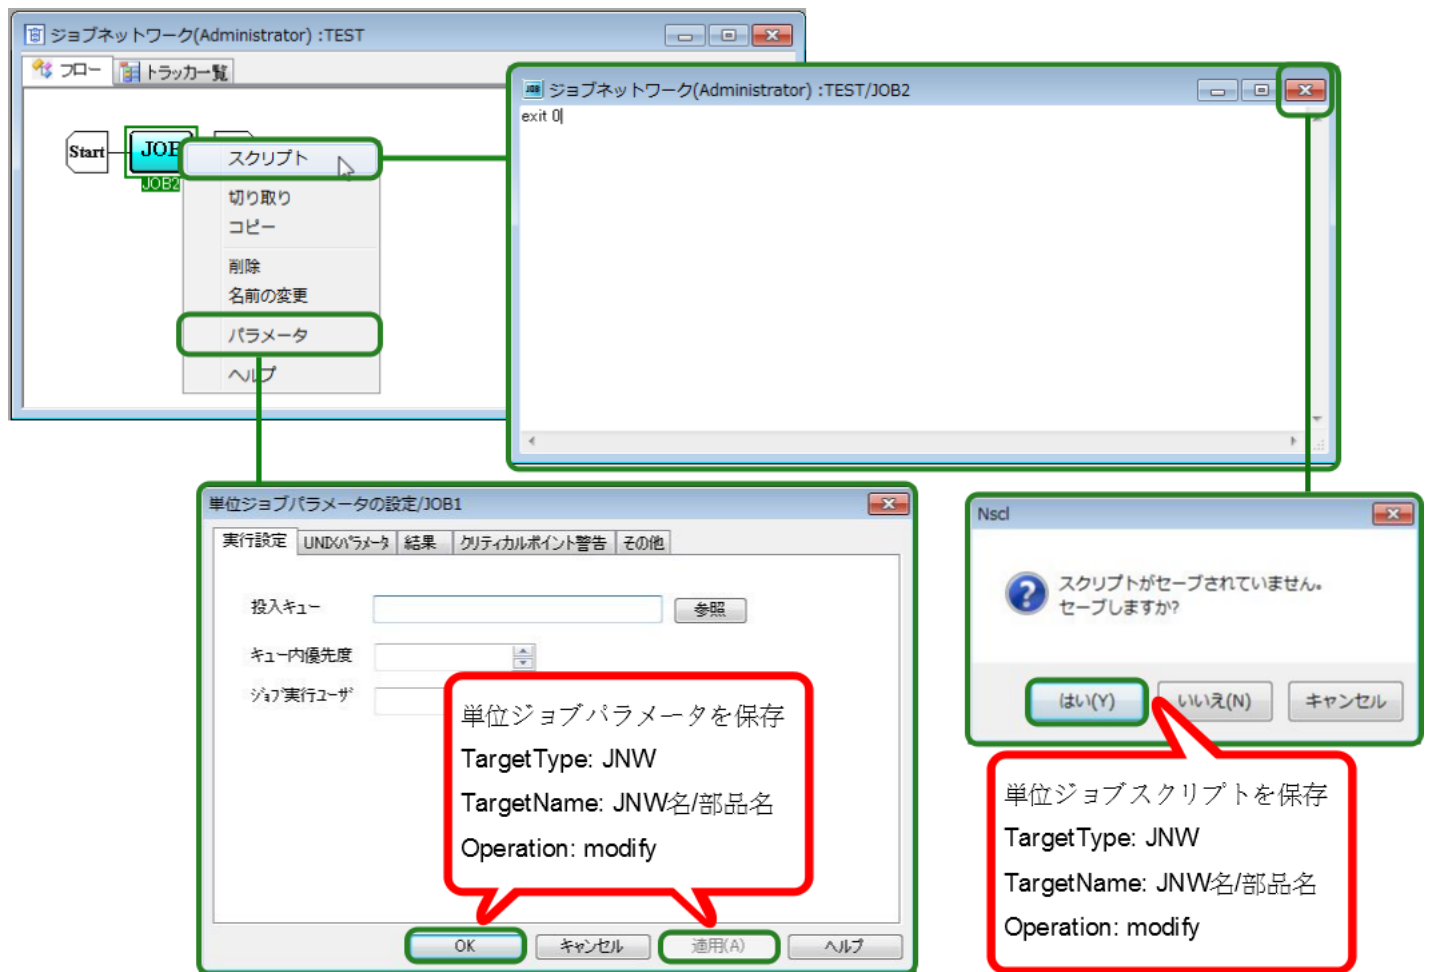 ジョブネットワーク(Administrator) :TEST
フロー
トラッカ一覧
Start
JOB
JOB2
スクリプト
切り取り
コピー
削除
名前の変更
パラメータ
ヘルプ
JOB
ジョブネットワーク(Administrator) :TEST/JOB2
exit 0
単位ジョブパラメータの設定/JOB1
実行設定
UNIXパラメータ
結果
クリティカルポイント警告
その他
投入キュー
参照
キュー内優先度
ジョブ実行ユーザ
単位ジョブパラメータを保存
TargetType: JNW
TargetName: JNW名/部品名
Operation: modify
OK
キャンセル
適用(A)
ヘルプ
Nscl
スクリプトがセーブされていません。
セーブしますか?
はい(Y)
いいえ(N)
キャンセル
単位ジョブスクリプトを保存
TargetType: JNW
TargetName: JNW名/部品名
Operation: modify